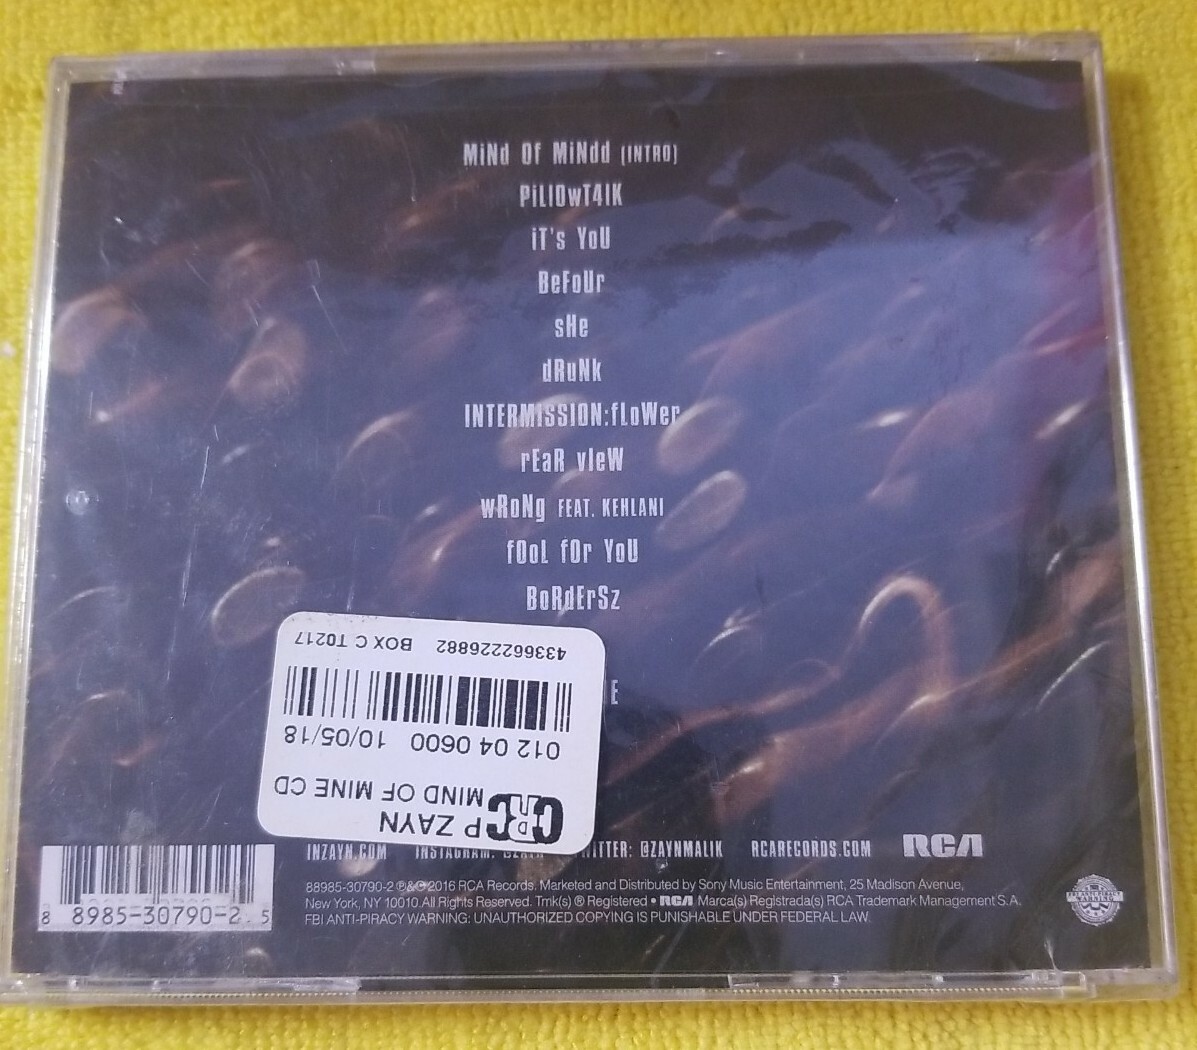 MiNd Of MiNdd (INTRO)
PiLlOwT4lK
iT's YoU
BeFoUr
sHe
dRuNk
INTERMISSION:fLoWer
rEaR vIeW
wRoNg FEAT. KEHLANI
fOoL fOr YoU
BoRdErSz
E
CRC P ZAYN
MIND OF MINE CD
012 04 0600 10/05/18
433662226882 BOX C T0217
INZAYN.COM INSTAGRAM: @ZAYN TWITTER: @ZAYNMALIK RCARECORDS.COM RCA
88985-30790-2 ℗&© 2016 RCA Records. Marketed and Distributed by Sony Music Entertainment, 25 Madison Avenue,
New York, NY 10010. All Rights Reserved. Tmk(s) ® Registered • RCA Marca(s) Registrada(s) RCA Trademark Management S.A.
FBI ANTI-PIRACY WARNING: UNAUTHORIZED COPYING IS PUNISHABLE UNDER FEDERAL LAW.
8 8985-30790-2 5